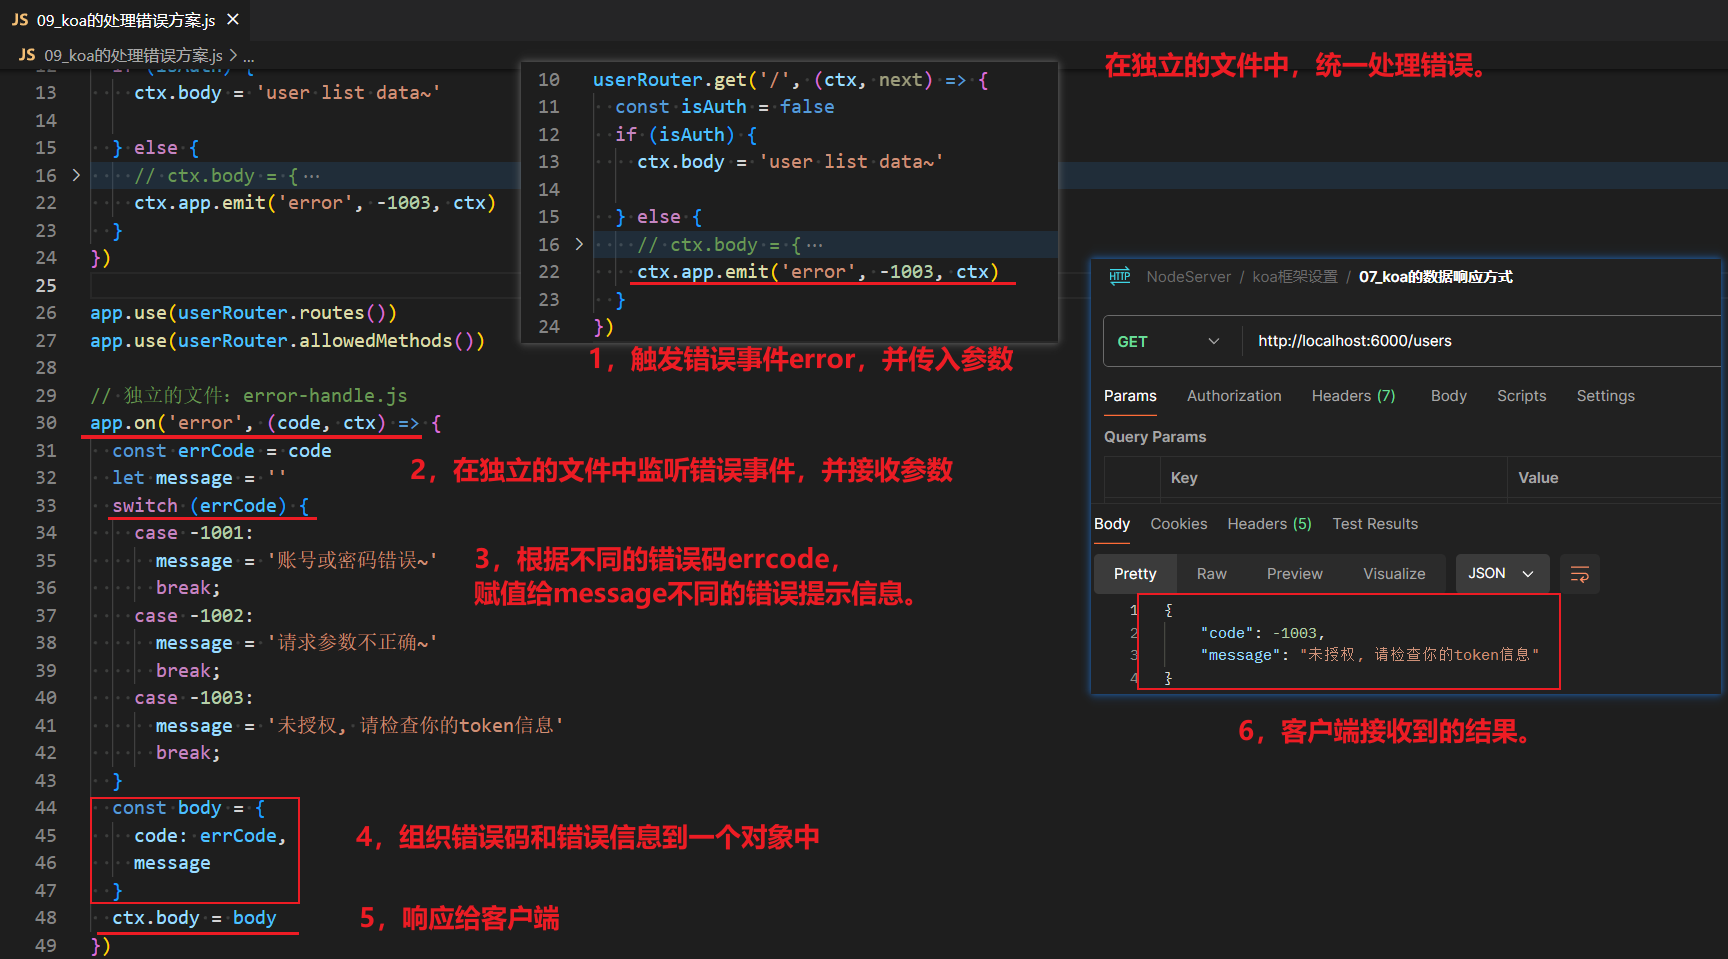 JS 09_koa的处理错误方案.js ×
JS 09_koa的处理错误方案.js > ...
在独立的文件中，统一处理错误。
13 ctx.body = 'user list data~'
14
15 } else {
16 // ctx.body = {…
22 ctx.app.emit('error', -1003, ctx)
23 }
24 })
25
26 app.use(userRouter.routes())
27 app.use(userRouter.allowedMethods())
28
29 // 独立的文件: error-handle.js
30 app.on('error', (code, ctx) => {
31 const errCode = code
32 let message = ''
33 switch (errCode) {
34 case -1001:
35 message = '账号或密码错误~'
36 break;
37 case -1002:
38 message = '请求参数不正确~'
39 break;
40 case -1003:
41 message = '未授权, 请检查你的token信息'
42 break;
43 }
44 const body = {
45 code: errCode,
46 message
47 }
48 ctx.body = body
49 })
10 userRouter.get('/', (ctx, next) => {
11 const isAuth = false
12 if (isAuth) {
13 ctx.body = 'user list data~'
14
15 } else {
16 // ctx.body = {…
22 ctx.app.emit('error', -1003, ctx)
23 }
24 })
1，触发错误事件error，并传入参数
2，在独立的文件中监听错误事件，并接收参数
3，根据不同的错误码errcode，
赋值给message不同的错误提示信息。
4，组织错误码和错误信息到一个对象中
5，响应给客户端
HTTP NodeServer / koa框架设置 / 07_koa的数据响应方式
GET http://localhost:6000/users
Params Authorization Headers (7) Body Scripts Settings
Query Params
Key Value
Body Cookies Headers (5) Test Results
Pretty Raw Preview Visualize JSON
1 {
2 "code": -1003,
3 "message": "未授权, 请检查你的token信息"
4 }
6，客户端接收到的结果。